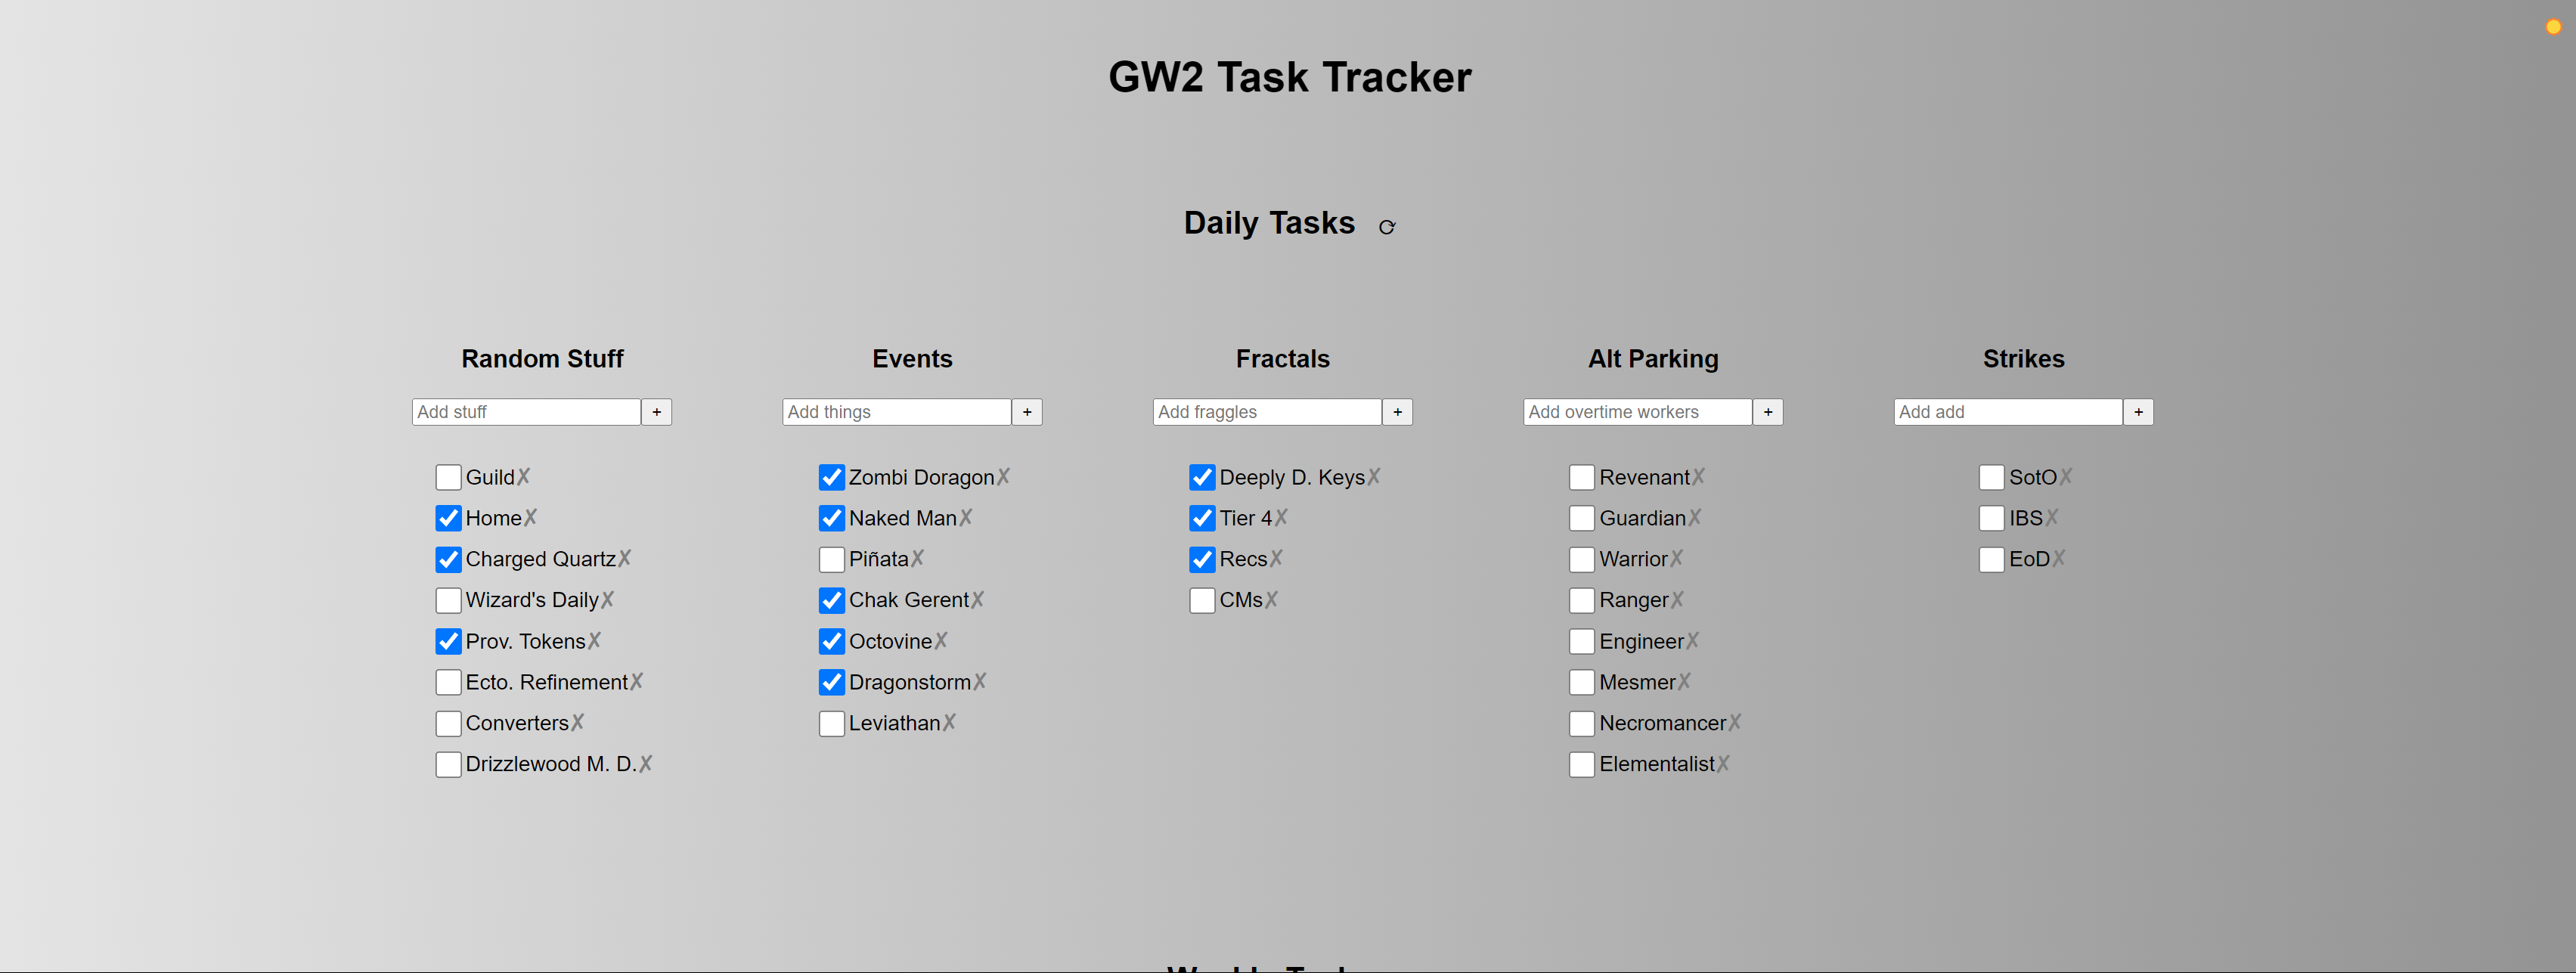 GW2 Task Tracker
Daily Tasks ⟳
Random Stuff
Add stuff +
Guild✗
Home✗
Charged Quartz✗
Wizard's Daily✗
Prov. Tokens✗
Ecto. Refinement✗
Converters✗
Drizzlewood M. D.✗
Events
Add things +
Zombi Doragon✗
Naked Man✗
Piñata✗
Chak Gerent✗
Octovine✗
Dragonstorm✗
Leviathan✗
Fractals
Add fraggles +
Deeply D. Keys✗
Tier 4✗
Recs✗
CMs✗
Alt Parking
Add overtime workers +
Revenant✗
Guardian✗
Warrior✗
Ranger✗
Engineer✗
Mesmer✗
Necromancer✗
Elementalist✗
Strikes
Add add +
SotO✗
IBS✗
EoD✗